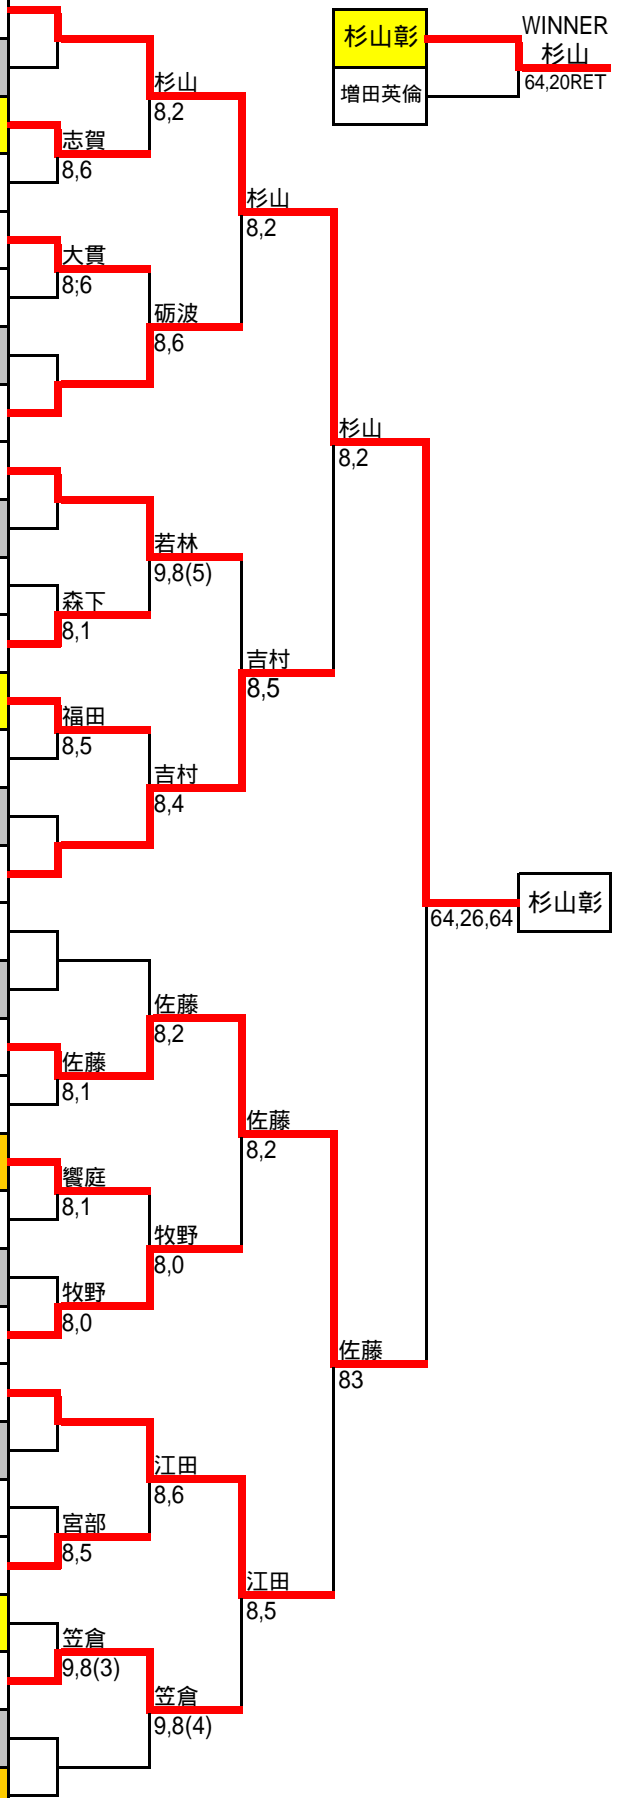 杉山彰
増田英倫
WINNER
杉山
64,20RET
杉山
8,2
志賀
8,6
杉山
8,2
大貫
8;6
砺波
8,6
杉山
8,2
若林
9,8(5)
森下
8,1
吉村
8,5
福田
8,5
吉村
8,4
杉山彰
64,26,64
佐藤
8,2
佐藤
8,1
佐藤
8,2
饗庭
8,1
牧野
8,0
牧野
8,0
佐藤
83
江田
8,6
宮部
8,5
江田
8,5
笠倉
9,8(3)
笠倉
9,8(4)